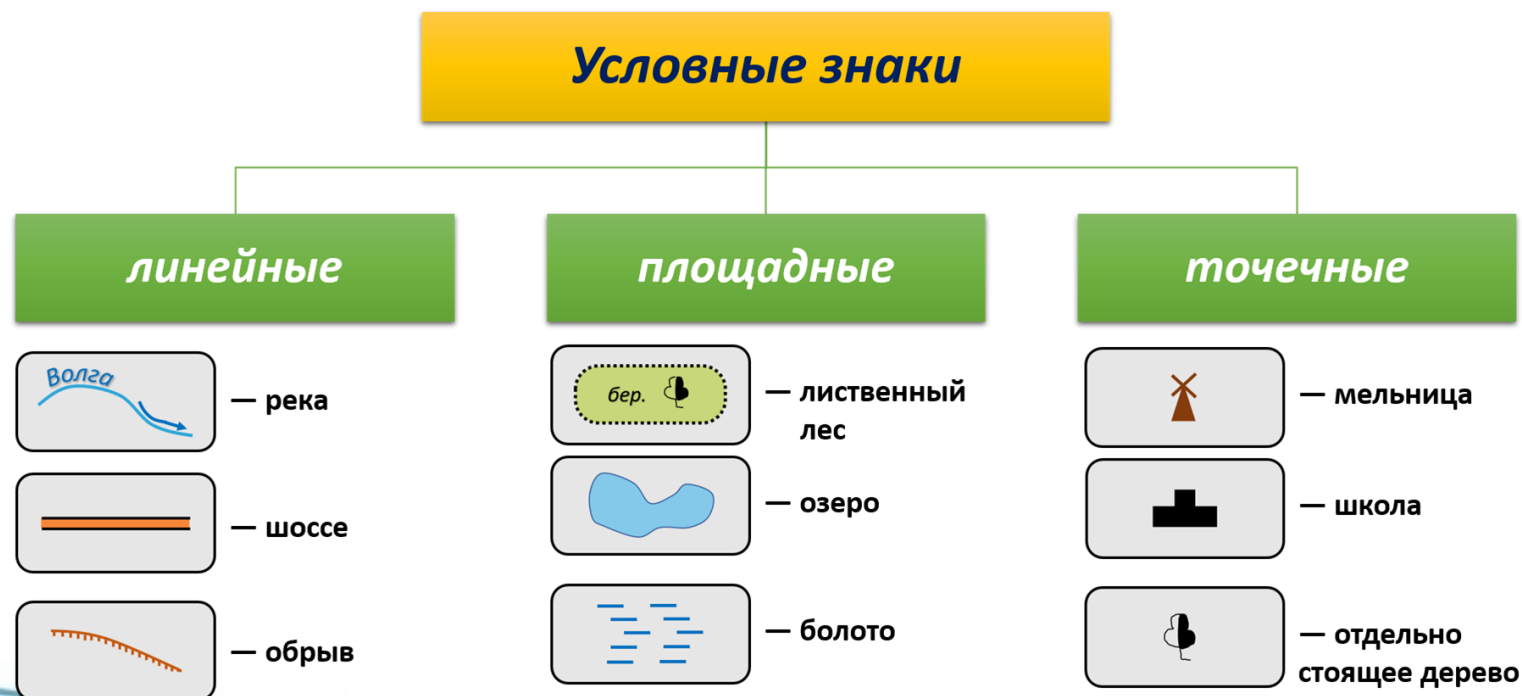 Условные знаки
линейные
Волга
— река
— шоссе
— обрыв
площадные
бер.
— лиственный
лес
— озеро
— болото
точечные
— мельница
— школа
— отдельно
стоящее дерево